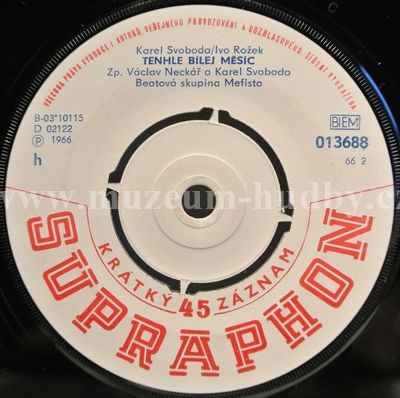 VŠECHNA PRÁVA VÝROBCE I AUTORŮ, VEŘEJNÉHO PROVOZOVÁNÍ A ROZHLASOVÉHO ŠÍŘENÍ VYHRAZENA
Karel Svoboda/Ivo Rožek
TENHLE BÍLEJ MĚSÍC
Zp. Václav Neckář a Karel Svoboda
Beatová skupina Mefisto
B-03*10115
D 02122
Ⓟ 1966
h
BIEM
013688
66 2
www.muzeum-hudby.cz
KRÁTKÝ 45 ZÁZNAM
SUPRAPHON